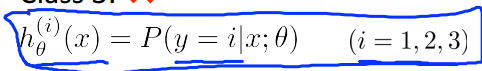 h_θ^{(i)}(x) = P(y = i|x; θ) (i = 1, 2, 3)